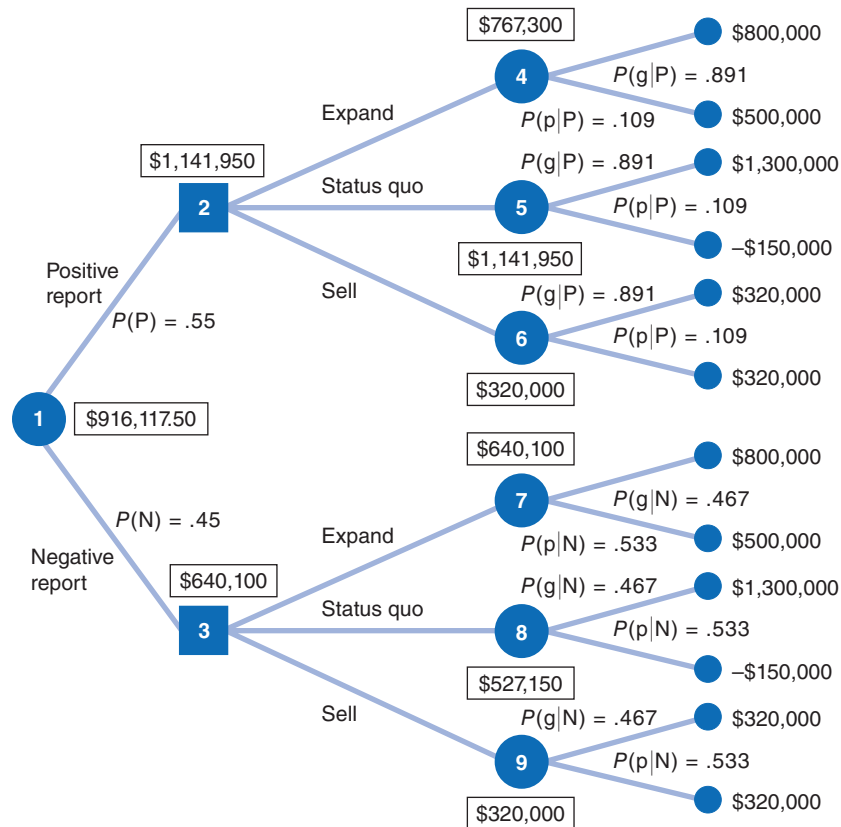 $767,300
$800,000
4
P(g|P) = .891
Expand
P(p|P) = .109
$500,000
$1,141,950
P(g|P) = .891
$1,300,000
Status quo
2
5
P(p|P) = .109
–$150,000
$1,141,950
Positive
report
Sell
P(g|P) = .891
$320,000
P(P) = .55
6
P(p|P) = .109
$320,000
$320,000
1
$916,117.50
$640,100
$800,000
7
P(g|N) = .467
P(N) = .45
Expand
P(p|N) = .533
$500,000
Negative
report
$640,100
P(g|N) = .467
$1,300,000
Status quo
3
8
P(p|N) = .533
–$150,000
$527,150
Sell
P(g|N) = .467
$320,000
9
P(p|N) = .533
$320,000
$320,000